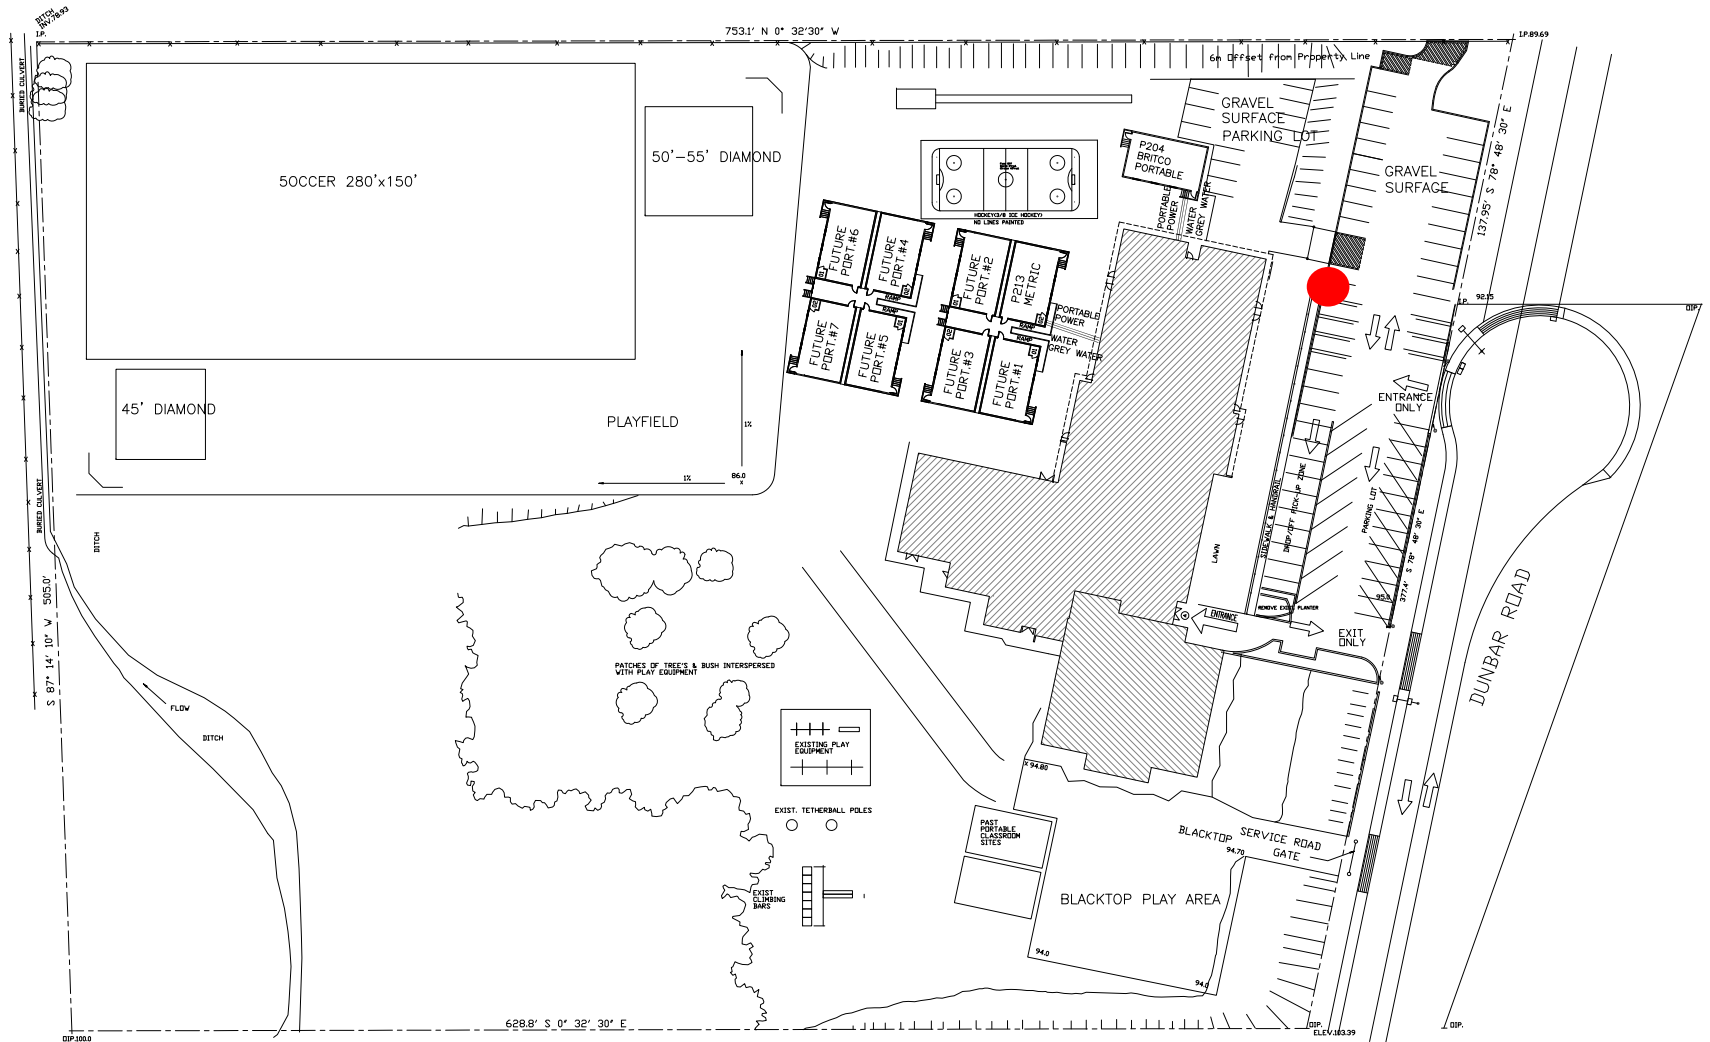 DITCH
INV.78.93
I.P.
753.1' N 0° 32'30" W
I.P.89.69
6m Offset from Property Line
BURIED CULVERT
GRAVEL
SURFACE
PARKING LOT
137.95' S 78° 48' 30" E
50'-55' DIAMOND
SOCCER 280'x150'
P204
BRITCO
PORTABLE
GRAVEL
SURFACE
HOCKEY(3/8 ICE HOCKEY)
NO LINES PAINTED
PORTABLE
POWER
WATER
GREY WATER
FUTURE
PORT.#6
FUTURE
PORT.#4
FUTURE
PORT.#2
P213
METRIC
RAMP
RAMP
RAMP
RAMP
PORTABLE
POWER
WATER
GREY WATER
FUTURE
PORT.#7
FUTURE
PORT.#5
FUTURE
PORT.#3
FUTURE
PORT.#1
I.P.
92.15
OIP.
ENTRANCE
ONLY
45' DIAMOND
PLAYFIELD
1%
1%
86.0
BURIED CULVERT
DITCH
SIDEWALK & HANDRAIL
DROP/OFF PICK-UP ZONE
PARKING LOT
377.4' S 78° 48' 30" E
LAWN
S 87° 14' 10" W 505.0'
95.0
REMOVE EXIST PLANTER
ENTRANCE
EXIT
ONLY
DUNBAR ROAD
PATCHES OF TREE'S & BUSH INTERSPERSED
WITH PLAY EQUIPMENT
FLOW
DITCH
EXISTING PLAY
EQUIPMENT
X 94.80
EXIST. TETHERBALL POLES
PAST
PORTABLE
CLASSROOM
SITES
BLACKTOP SERVICE ROAD
GATE
94.70
EXIST
CLIMBING
BARS
BLACKTOP PLAY AREA
94.0
94.0
628.8' S 0° 32' 30" E
OIP.100.0
OIP.
ELEV.103.39
OIP.